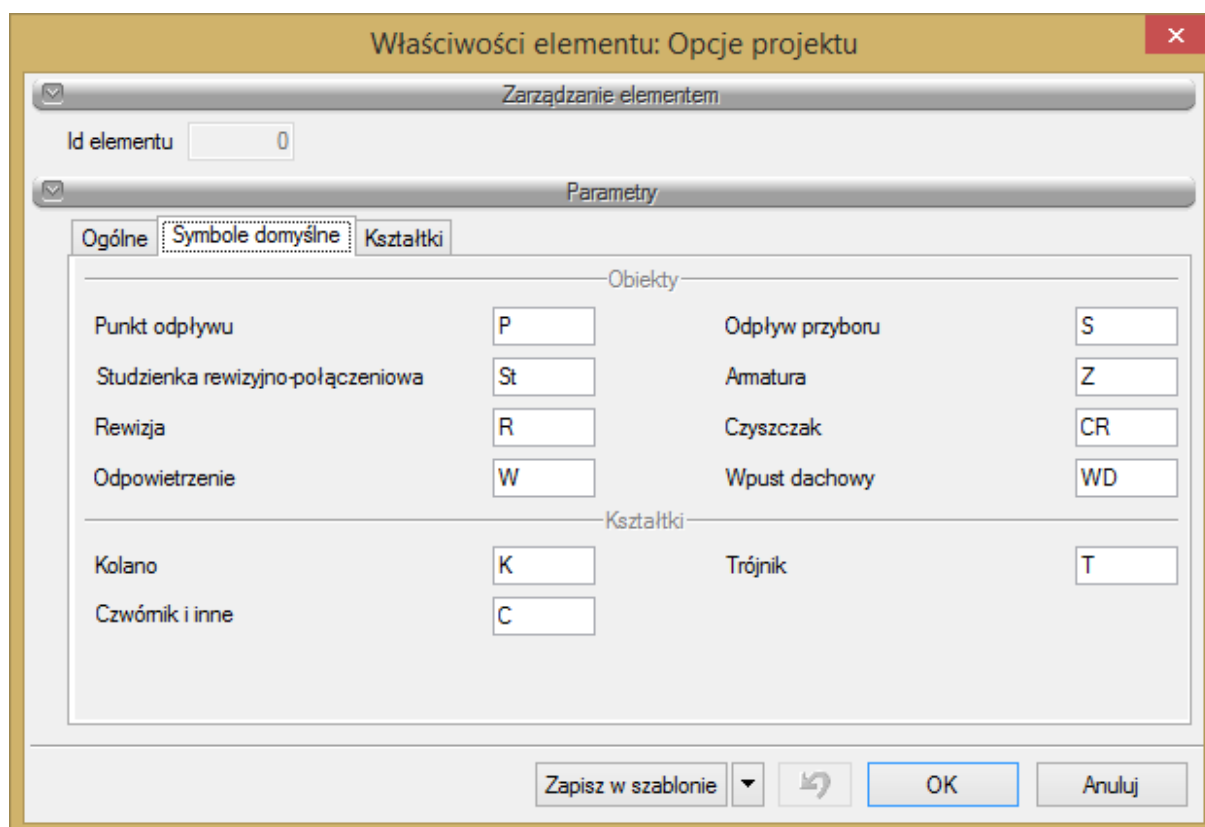 Właściwości elementu: Opcje projektu
Zarządzanie elementem
Id elementu 0
Parametry
Ogólne Symbole domyślne Kształtki
Obiekty
Punkt odpływu P Odpływ przyboru S
Studzienka rewizyjno-połączeniowa St Armatura Z
Rewizja R Czyszczak CR
Odpowietrzenie W Wpust dachowy WD
Kształtki
Kolano K Trójnik T
Czwórnik i inne C
Zapisz w szablonie OK Anuluj